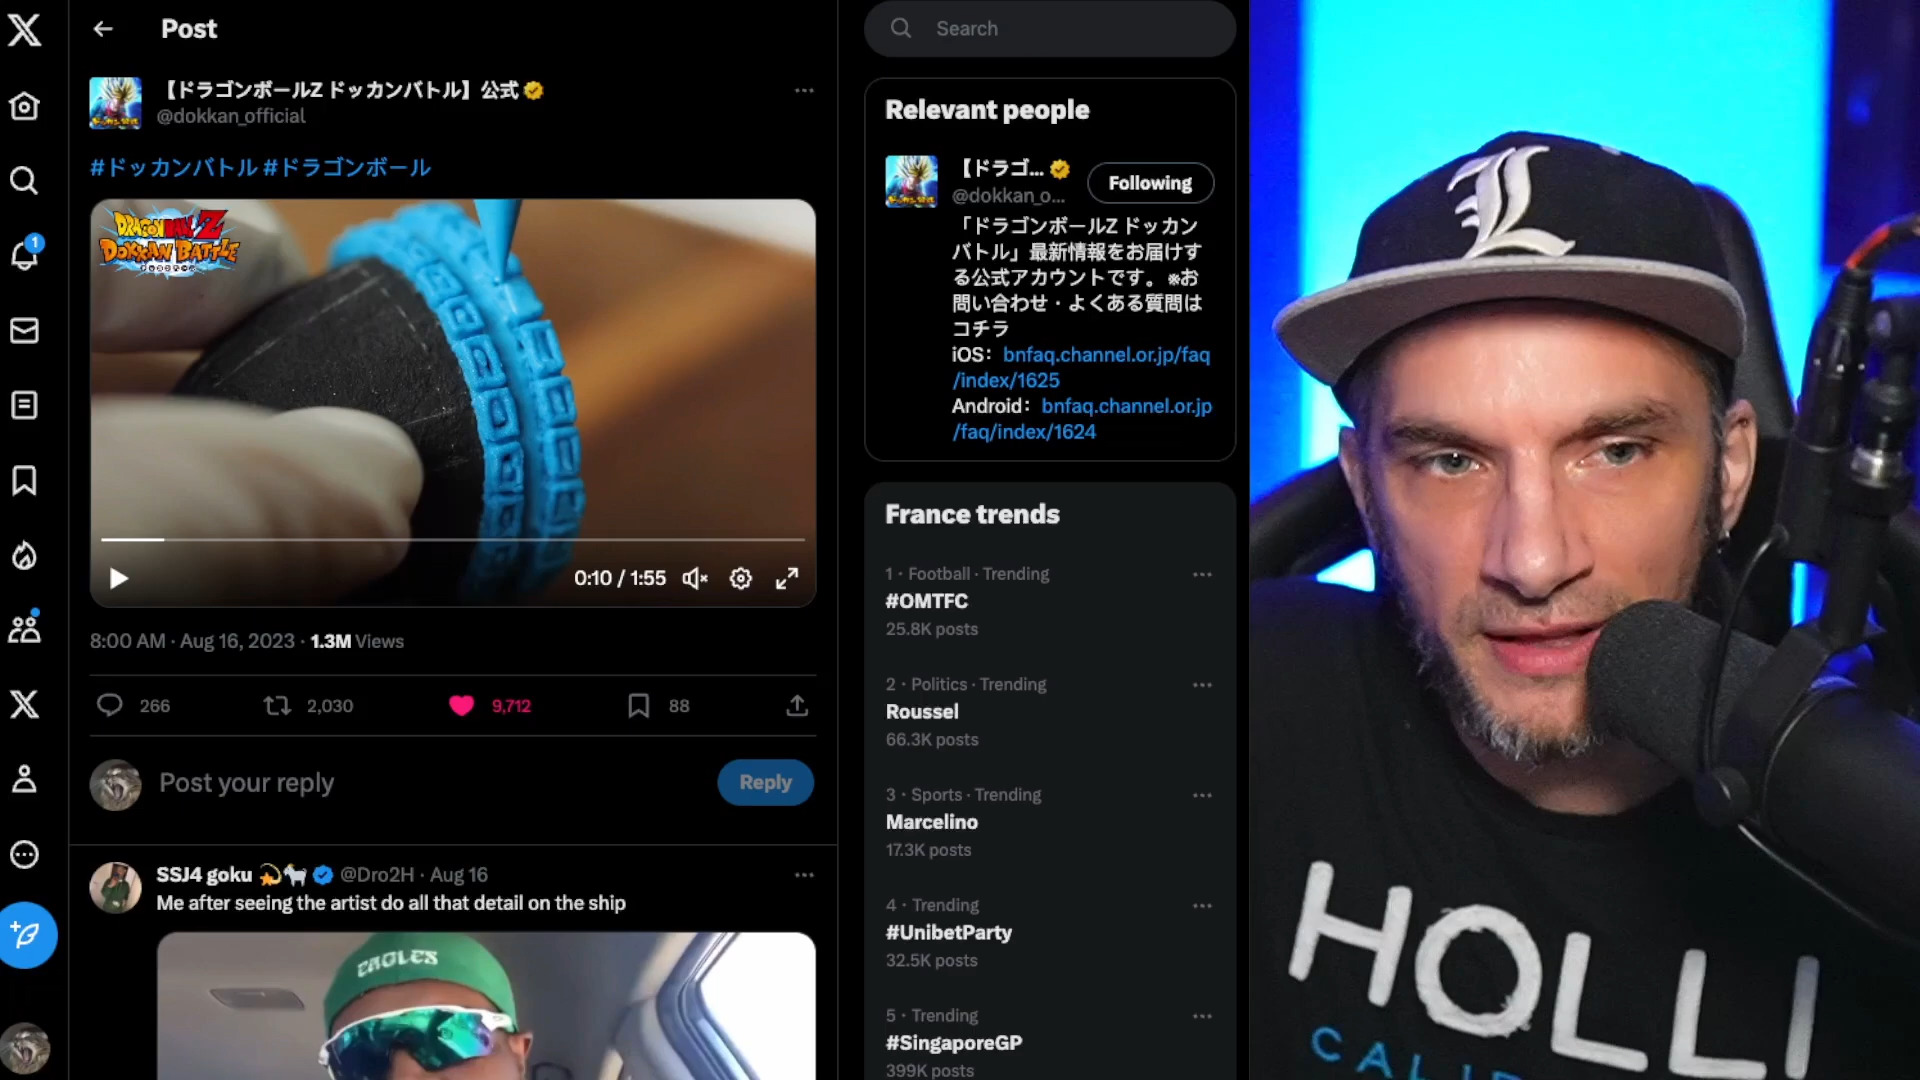 Post
【ドラゴンボールZ ドッカンバトル】公式
@dokkan_official
#ドッカンバトル #ドラゴンボール
DRAGON BALL Z
DOKKAN BATTLE
0:10 / 1:55
8:00 AM · Aug 16, 2023 · 1.3M Views
266
2,030
9,712
88
Post your reply
Reply
SSJ4 goku @Dro2H · Aug 16
Me after seeing the artist do all that detail on the ship
EAGLES
1
Search
Relevant people
【ドラゴ...
Following
@dokkan_o...
「ドラゴンボールZ ドッカン
バトル」最新情報をお届けす
る公式アカウントです。※お
問い合わせ・よくある質問は
コチラ
iOS：bnfaq.channel.or.jp/faq
/index/1625
Android：bnfaq.channel.or.jp
/faq/index/1624
France trends
1 · Football · Trending
#OMTFC
25.8K posts
2 · Politics · Trending
Roussel
66.3K posts
3 · Sports · Trending
Marcelino
17.3K posts
4 · Trending
#UnibetParty
32.5K posts
5 · Trending
#SingaporeGP
399K posts
L
HOLLI